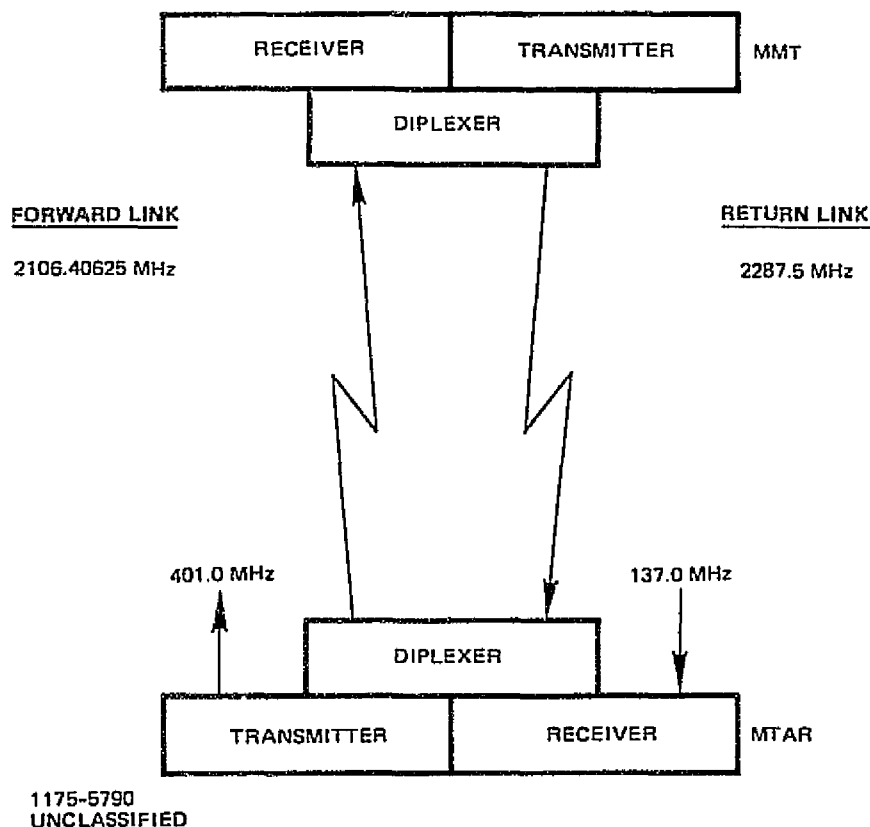 RECEIVER TRANSMITTER MMT
DIPLEXER
FORWARD LINK RETURN LINK
2106.40625 MHz 2287.5 MHz
401.0 MHz 137.0 MHz
DIPLEXER
TRANSMITTER RECEIVER MTAR
1175-5790
UNCLASSIFIED